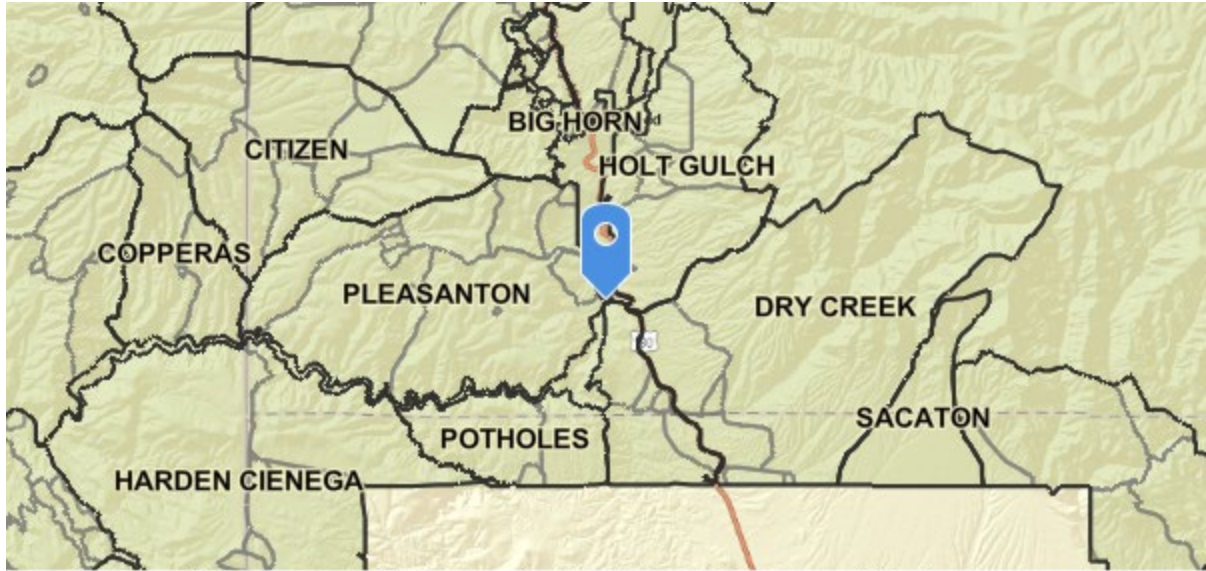 BIG HORN
CITIZEN
HOLT GULCH
COPPERAS
PLEASANTON
DRY CREEK
SACATON
POTHOLES
HARDEN CIENEGA